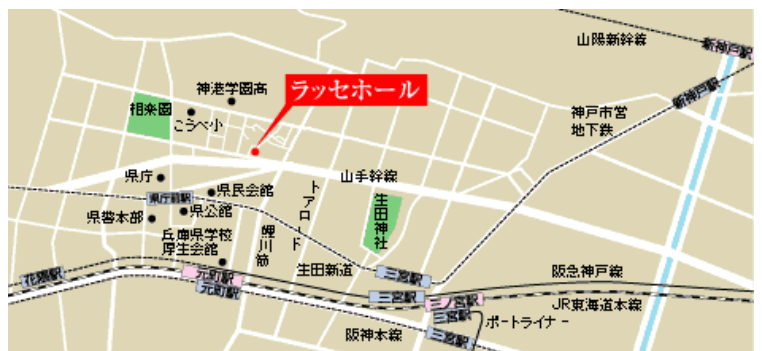 山陽新幹線
新神戸駅
新神戸駅
神港学園高
ラッセホール
相楽園
こうべ小
神戸市営
地下鉄
県庁
山手幹線
県民会館
県庁前駅
トアロード
生田神社
県公館
県警本部
兵庫県学校
厚生会館
鯉川筋
生田新道
花隈駅
元町駅
元町駅
三宮駅
阪急神戸線
三宮駅
三ノ宮駅
JR東海道本線
三宮駅
ポートライナー
阪神本線
三宮駅